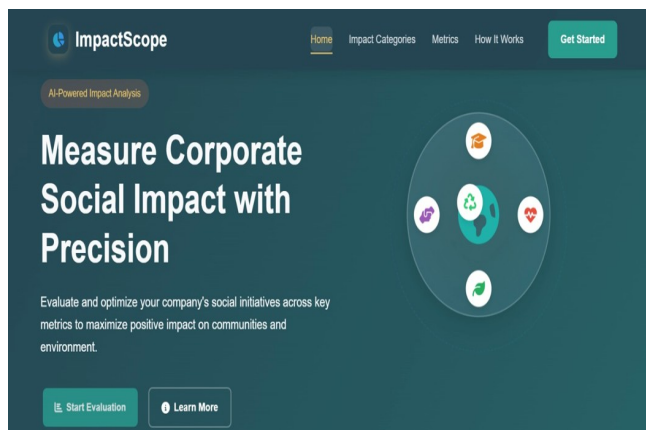 ImpactScope
Home Impact Categories Metrics How It Works Get Started
AI-Powered Impact Analysis
Measure Corporate
Social Impact with
Precision
Evaluate and optimize your company's social initiatives across key
metrics to maximize positive impact on communities and
environment.
Start Evaluation Learn More